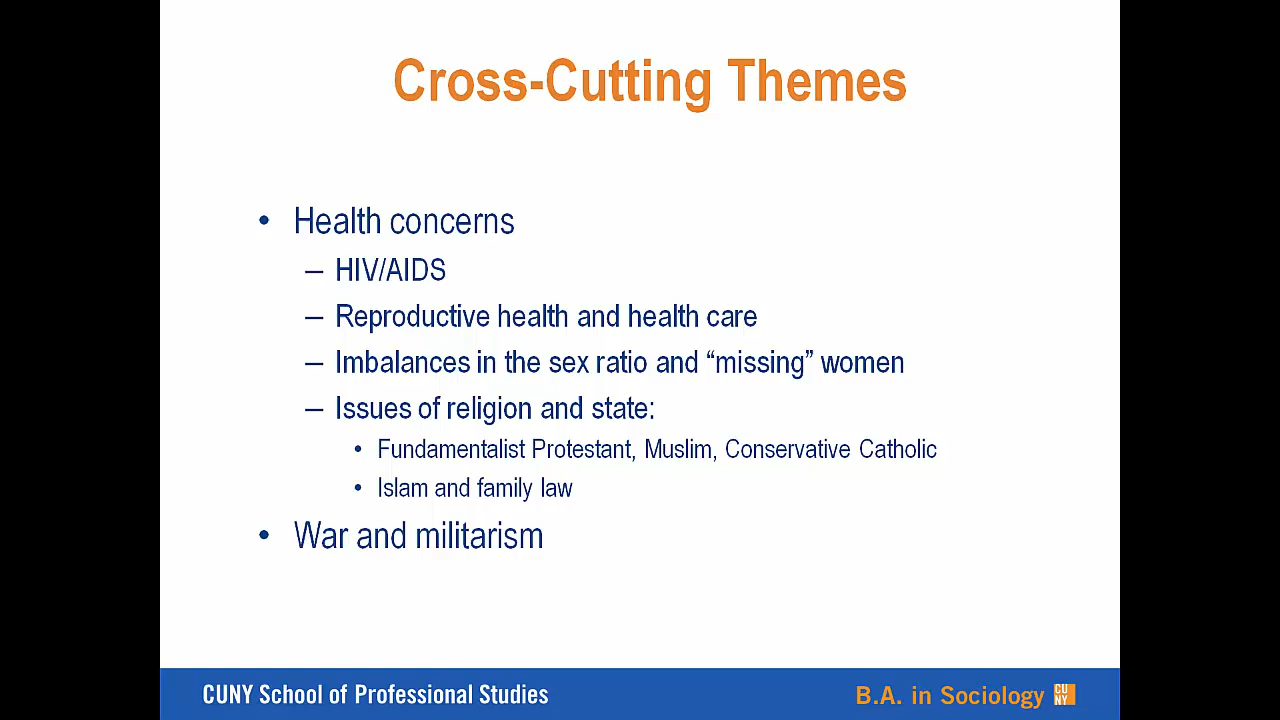 Cross-Cutting Themes
• Health concerns
– HIV/AIDS
– Reproductive health and health care
– Imbalances in the sex ratio and “missing” women
– Issues of religion and state:
• Fundamentalist Protestant, Muslim, Conservative Catholic
• Islam and family law
• War and militarism
CUNY School of Professional Studies
B.A. in Sociology
CU
NY